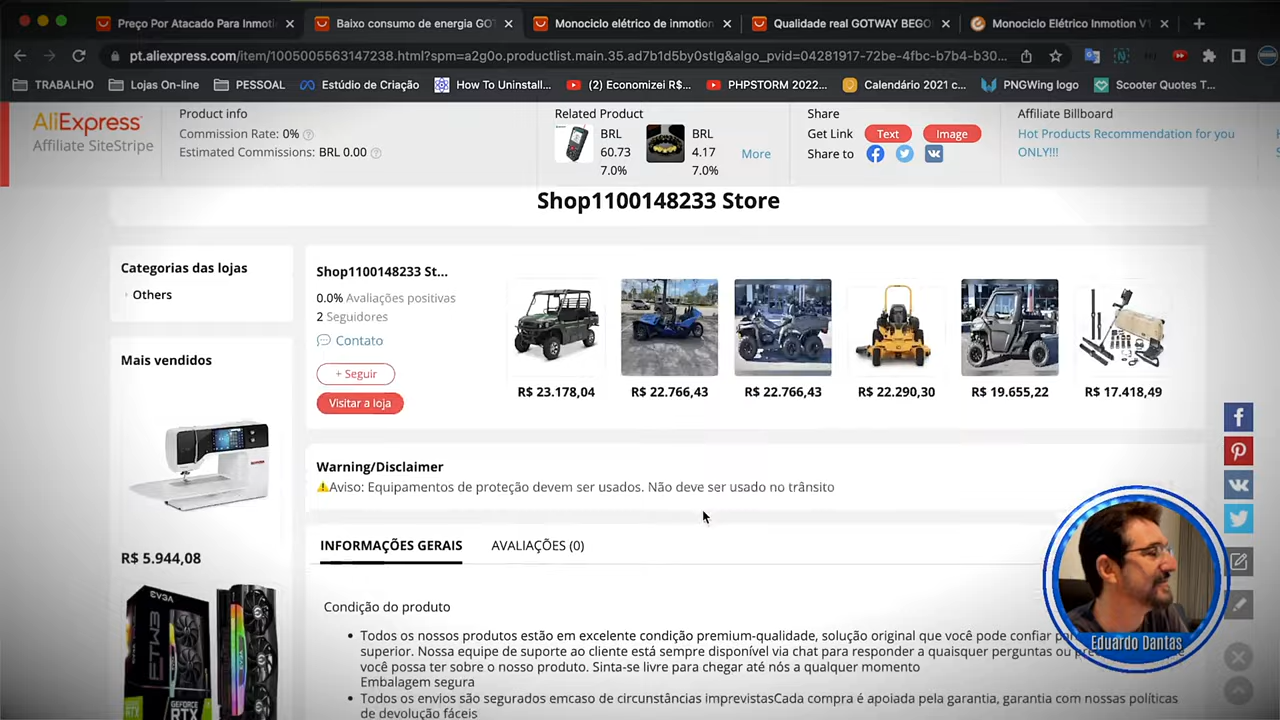 Preço Por Atacado Para Inmoti
Baixo consumo de energia GOT
Monociclo elétrico de inmotion
Qualidade real GOTWAY BEGO
Monociclo Elétrico Inmotion V1
pt.aliexpress.com/item/1005005563147238.html?spm=a2g0o.productlist.main.35.ad7b1d5by0stIg&algo_pvid=04281917-72be-4fbc-b7b4-b30...
TRABALHO
Lojas On-line
PESSOAL
Estúdio de Criação
How To Uninstall...
(2) Economizei R$...
PHPSTORM 2022...
Calendário 2021 c...
PNGWing logo
Scooter Quotes T...
AliExpress
Affiliate SiteStripe
Product info
Commission Rate: 0%
Estimated Commissions: BRL 0.00
Related Product
BRL
60.73
7.0%
BRL
4.17
7.0%
More
Share
Get Link
Text
Image
Share to
Affiliate Billboard
Hot Products Recommendation for you
ONLY!!!
Shop1100148233 Store
Categorias das lojas
Others
Mais vendidos
R$ 5.944,08
EVGA
FTW3
GEFORCE
RTX
Shop1100148233 St...
0.0% Avaliações positivas
2 Seguidores
Contato
+ Seguir
Visitar a loja
R$ 23.178,04
R$ 22.766,43
R$ 22.766,43
R$ 22.290,30
R$ 19.655,22
R$ 17.418,49
Warning/Disclaimer
Aviso: Equipamentos de proteção devem ser usados. Não deve ser usado no trânsito
INFORMAÇÕES GERAIS
AVALIAÇÕES (0)
Condição do produto
Todos os nossos produtos estão em excelente condição premium-qualidade, solução original que você pode confiar
superior. Nossa equipe de suporte ao cliente está sempre disponível via chat para responder a quaisquer perguntas ou
você nossa ter sobre o nosso produto. Sinta-se livre para chegar até nós a qualquer momento
Embalagem segura
Todos os envios são segurados emcaso de circunstâncias imprevistasCada compra é apoiada pela garantia, garantia com nossas políticas
de devolução fáceis
Eduardo Dantas